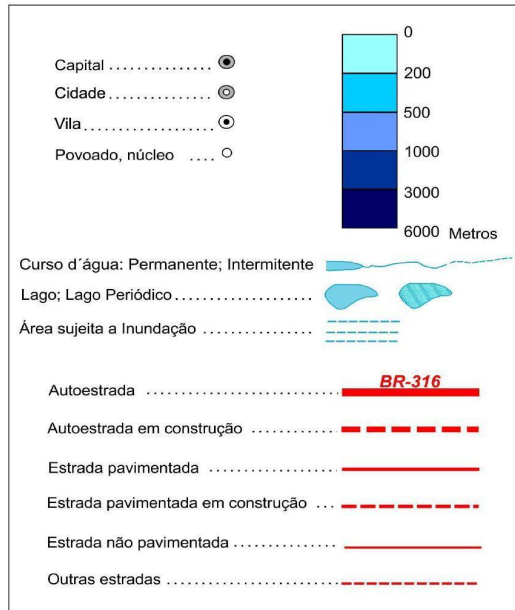 Capital
Cidade
Vila
Povoado, núcleo
0
200
500
1000
3000
6000 Metros
Curso d´água: Permanente; Intermitente
Lago; Lago Periódico
Área sujeita a Inundação
BR-316
Autoestrada
Autoestrada em construção
Estrada pavimentada
Estrada pavimentada em construção
Estrada não pavimentada
Outras estradas